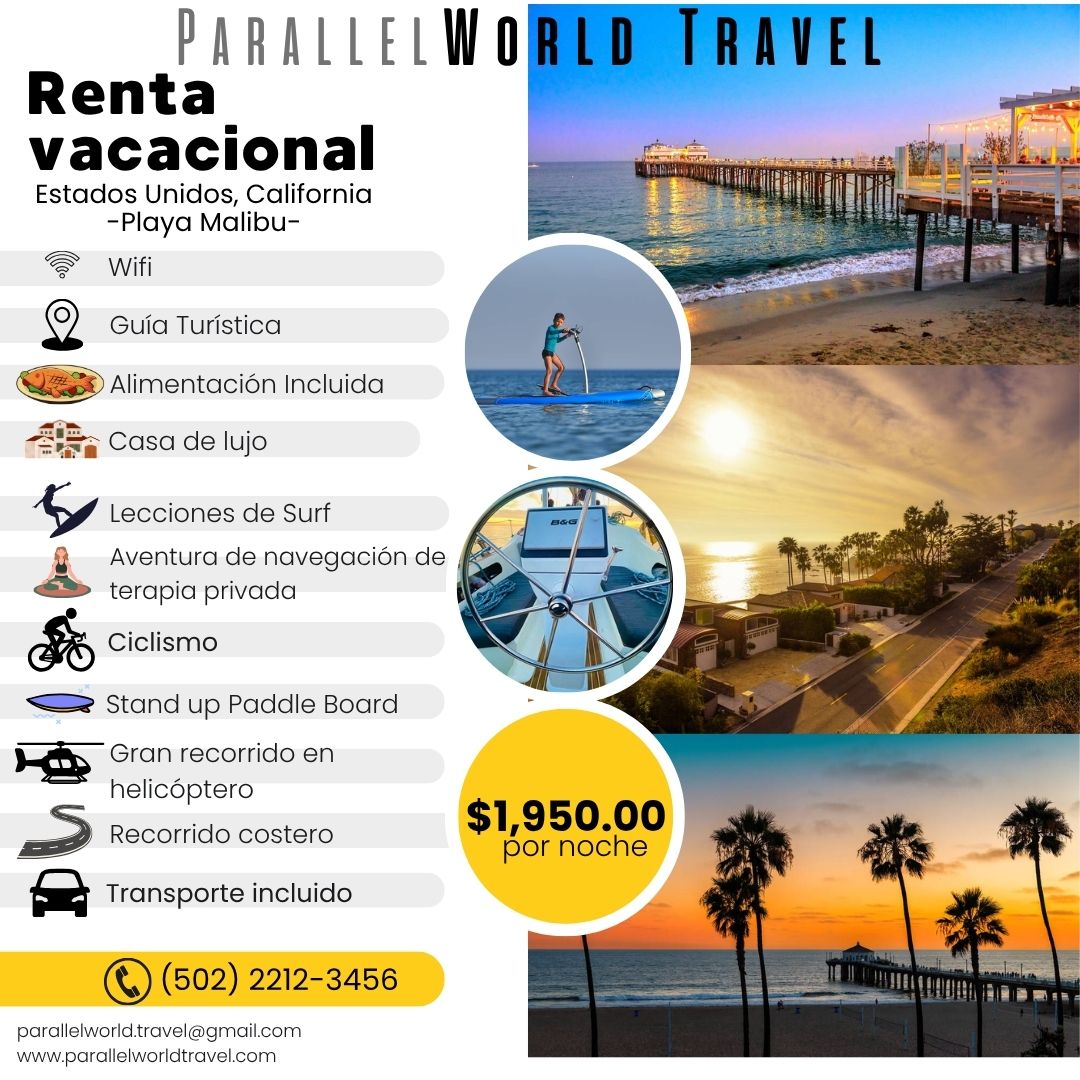 PARALLELWORLD TRAVEL
Renta
vacacional
Estados Unidos, California
-Playa Malibu-
Wifi
Guía Turística
Alimentación Incluida
Casa de lujo
Lecciones de Surf
Aventura de navegación de
terapia privada
Ciclismo
Stand up Paddle Board
Gran recorrido en
helicóptero
Recorrido costero
Transporte incluido
B&G
$1,950.00
por noche
(502) 2212-3456
parallelworld.travel@gmail.com
www.parallelworldtravel.com